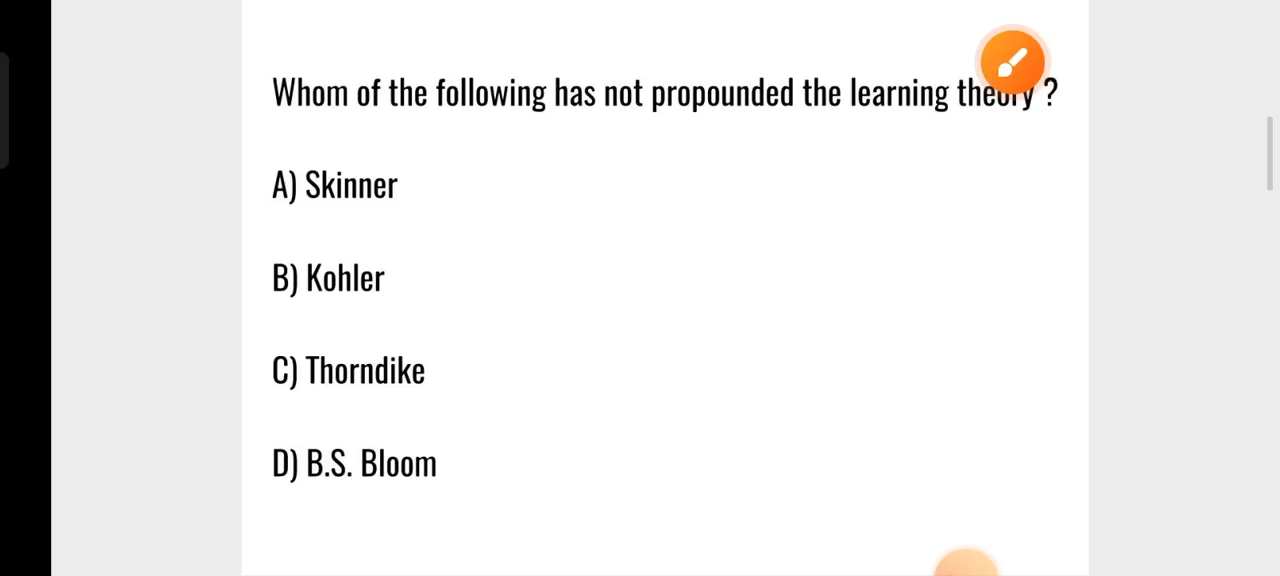 Whom of the following has not propounded the learning theory ?
A) Skinner
B) Kohler
C) Thorndike
D) B.S. Bloom